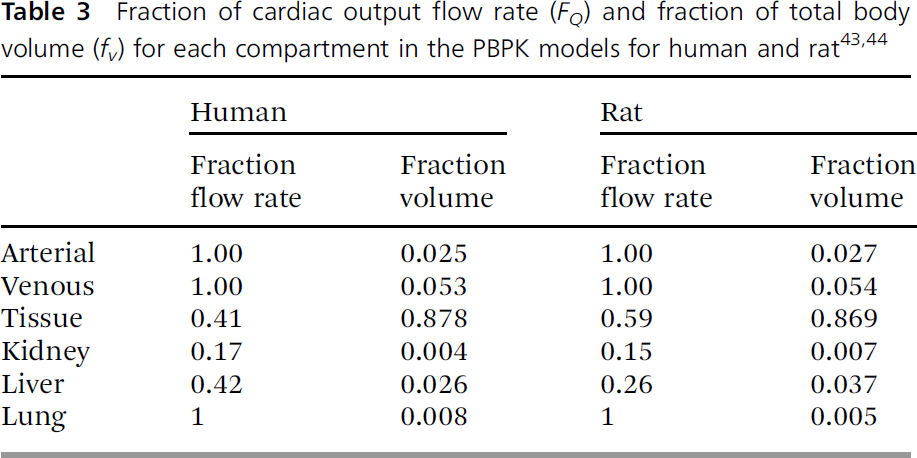 Table 3 Fraction of cardiac output flow rate (FQ) and fraction of total body
volume (fv) for each compartment in the PBPK models for human and rat43,44
Human Rat
Fraction flow rate Fraction volume Fraction flow rate Fraction volume
Arterial 1.00 0.025 1.00 0.027
Venous 1.00 0.053 1.00 0.054
Tissue 0.41 0.878 0.59 0.869
Kidney 0.17 0.004 0.15 0.007
Liver 0.42 0.026 0.26 0.037
Lung 1 0.008 1 0.005